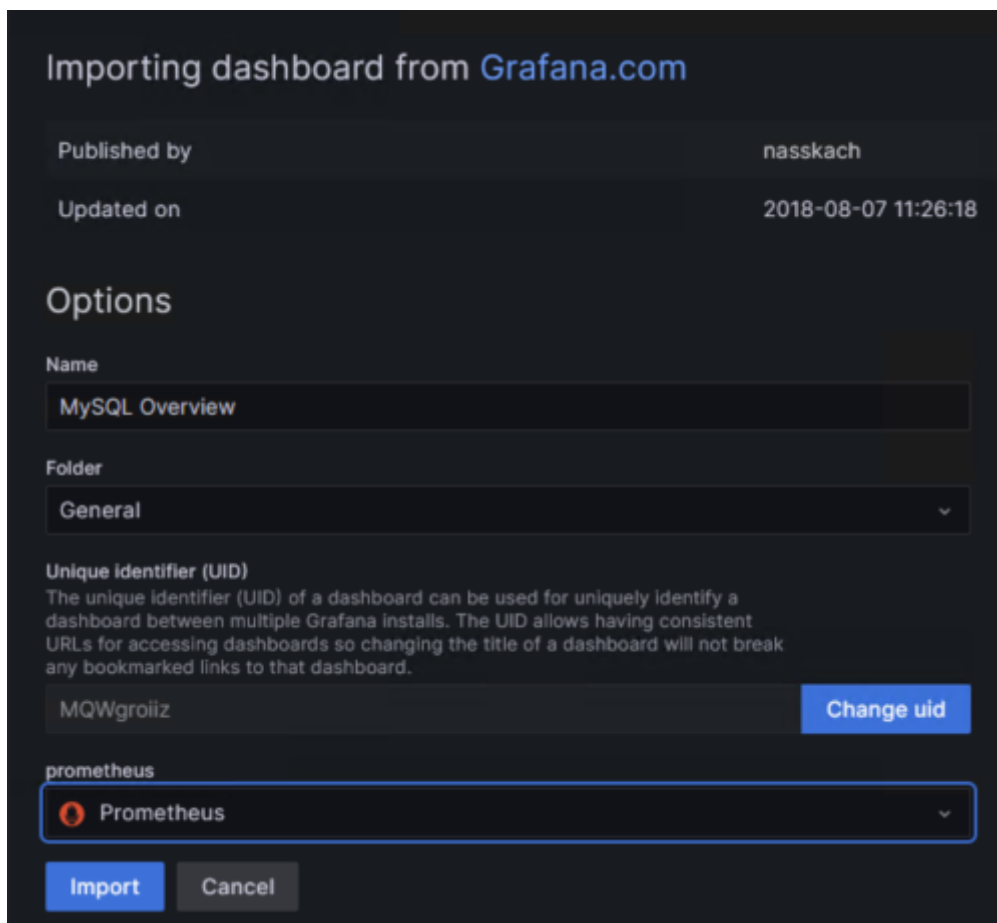 Importing dashboard from Grafana.com
Published by nasskach
Updated on 2018-08-07 11:26:18
Options
Name
MySQL Overview
Folder
General
Unique identifier (UID)
The unique identifier (UID) of a dashboard can be used for uniquely identify a
dashboard between multiple Grafana installs. The UID allows having consistent
URLs for accessing dashboards so changing the title of a dashboard will not break
any bookmarked links to that dashboard.
MQWgroiiz Change uid
prometheus
Prometheus
Import Cancel